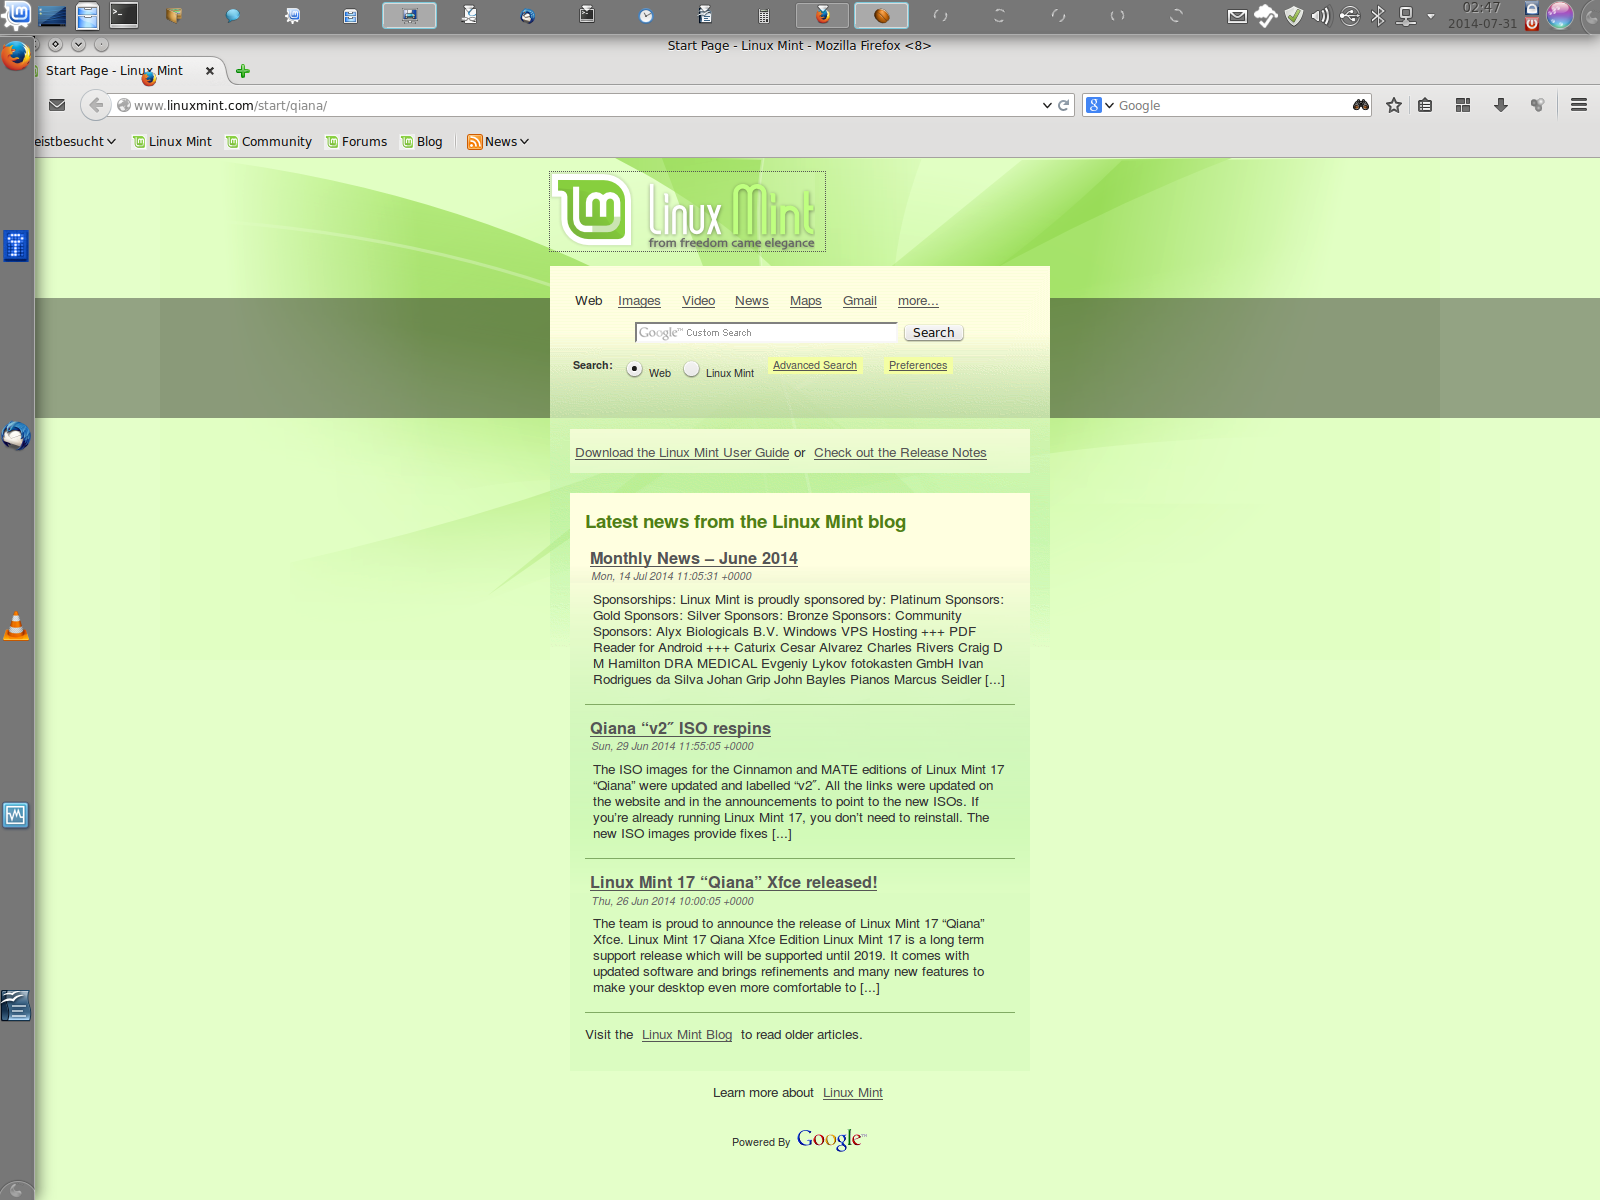 02:47
2014-07-31
Start Page - Linux Mint - Mozilla Firefox <8>
Start Page - Linux Mint
www.linuxmint.com/start/qiana/
Google
eistbesucht Linux Mint Community Forums Blog News
Linux Mint
from freedom came elegance
Web Images Video News Maps Gmail more...
Google™ Custom Search Search
Search: Web Linux Mint Advanced Search Preferences
Download the Linux Mint User Guide or Check out the Release Notes
Latest news from the Linux Mint blog
Monthly News – June 2014
Mon, 14 Jul 2014 11:05:31 +0000
Sponsorships: Linux Mint is proudly sponsored by: Platinum Sponsors:
Gold Sponsors: Silver Sponsors: Bronze Sponsors: Community
Sponsors: Alyx Biologicals B.V. Windows VPS Hosting +++ PDF
Reader for Android +++ Caturix Cesar Alvarez Charles Rivers Craig D
M Hamilton DRA MEDICAL Evgeniy Lykov fotokasten GmbH Ivan
Rodrigues da Silva Johan Grip John Bayles Pianos Marcus Seidler [...]
Qiana “v2″ ISO respins
Sun, 29 Jun 2014 11:55:05 +0000
The ISO images for the Cinnamon and MATE editions of Linux Mint 17
“Qiana” were updated and labelled “v2″. All the links were updated on
the website and in the announcements to point to the new ISOs. If
you’re already running Linux Mint 17, you don’t need to reinstall. The
new ISO images provide fixes [...]
Linux Mint 17 “Qiana” Xfce released!
Thu, 26 Jun 2014 10:00:05 +0000
The team is proud to announce the release of Linux Mint 17 “Qiana”
Xfce. Linux Mint 17 Qiana Xfce Edition Linux Mint 17 is a long term
support release which will be supported until 2019. It comes with
updated software and brings refinements and many new features to
make your desktop even more comfortable to [...]
Visit the Linux Mint Blog to read older articles.
Learn more about Linux Mint
Powered By Google™